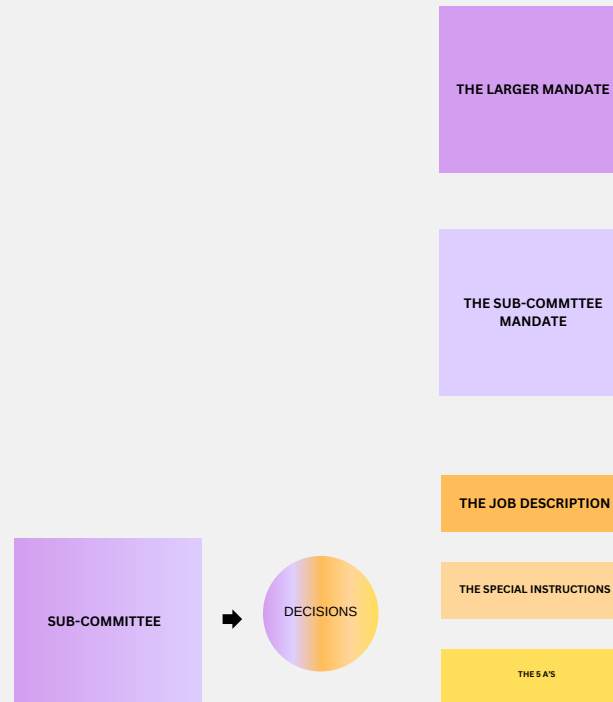 THE LARGER MANDATE
THE SUB-COMMTTEE
MANDATE
THE JOB DESCRIPTION
THE SPECIAL INSTRUCTIONS
THE 5 A'S
SUB-COMMITTEE
DECISIONS